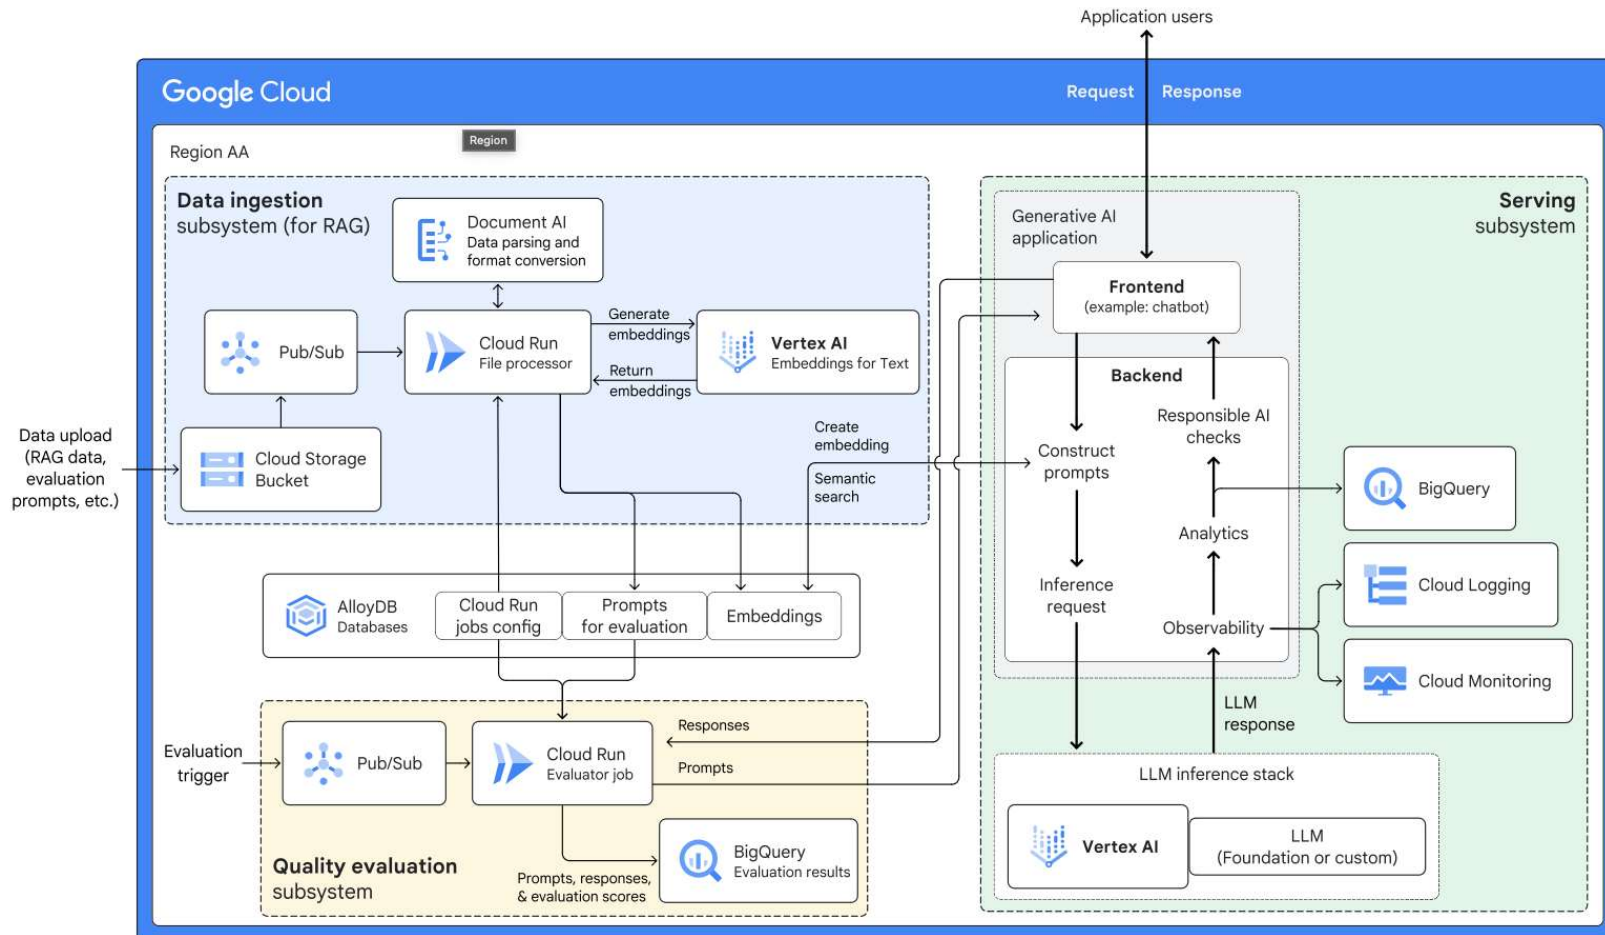 Application users
Google Cloud
Request
Response
Region AA
Region
Data ingestion
subsystem (for RAG)
Document AI
Data parsing and
format conversion
Pub/Sub
Cloud Run
File processor
Generate
embeddings
Return
embeddings
Vertex AI
Embeddings for Text
Data upload
(RAG data,
evaluation
prompts, etc.)
Cloud Storage
Bucket
Create
embedding
Semantic
search
AlloyDB
Databases
Cloud Run
jobs config
Prompts
for evaluation
Embeddings
Evaluation
trigger
Pub/Sub
Cloud Run
Evaluator job
Responses
Prompts
Quality evaluation
subsystem
Prompts, responses,
& evaluation scores
BigQuery
Evaluation results
Serving
subsystem
Generative AI
application
Frontend
(example: chatbot)
Backend
Construct
prompts
Inference
request
Responsible AI
checks
Analytics
Observability
BigQuery
Cloud Logging
Cloud Monitoring
LLM
response
LLM inference stack
Vertex AI
LLM
(Foundation or custom)